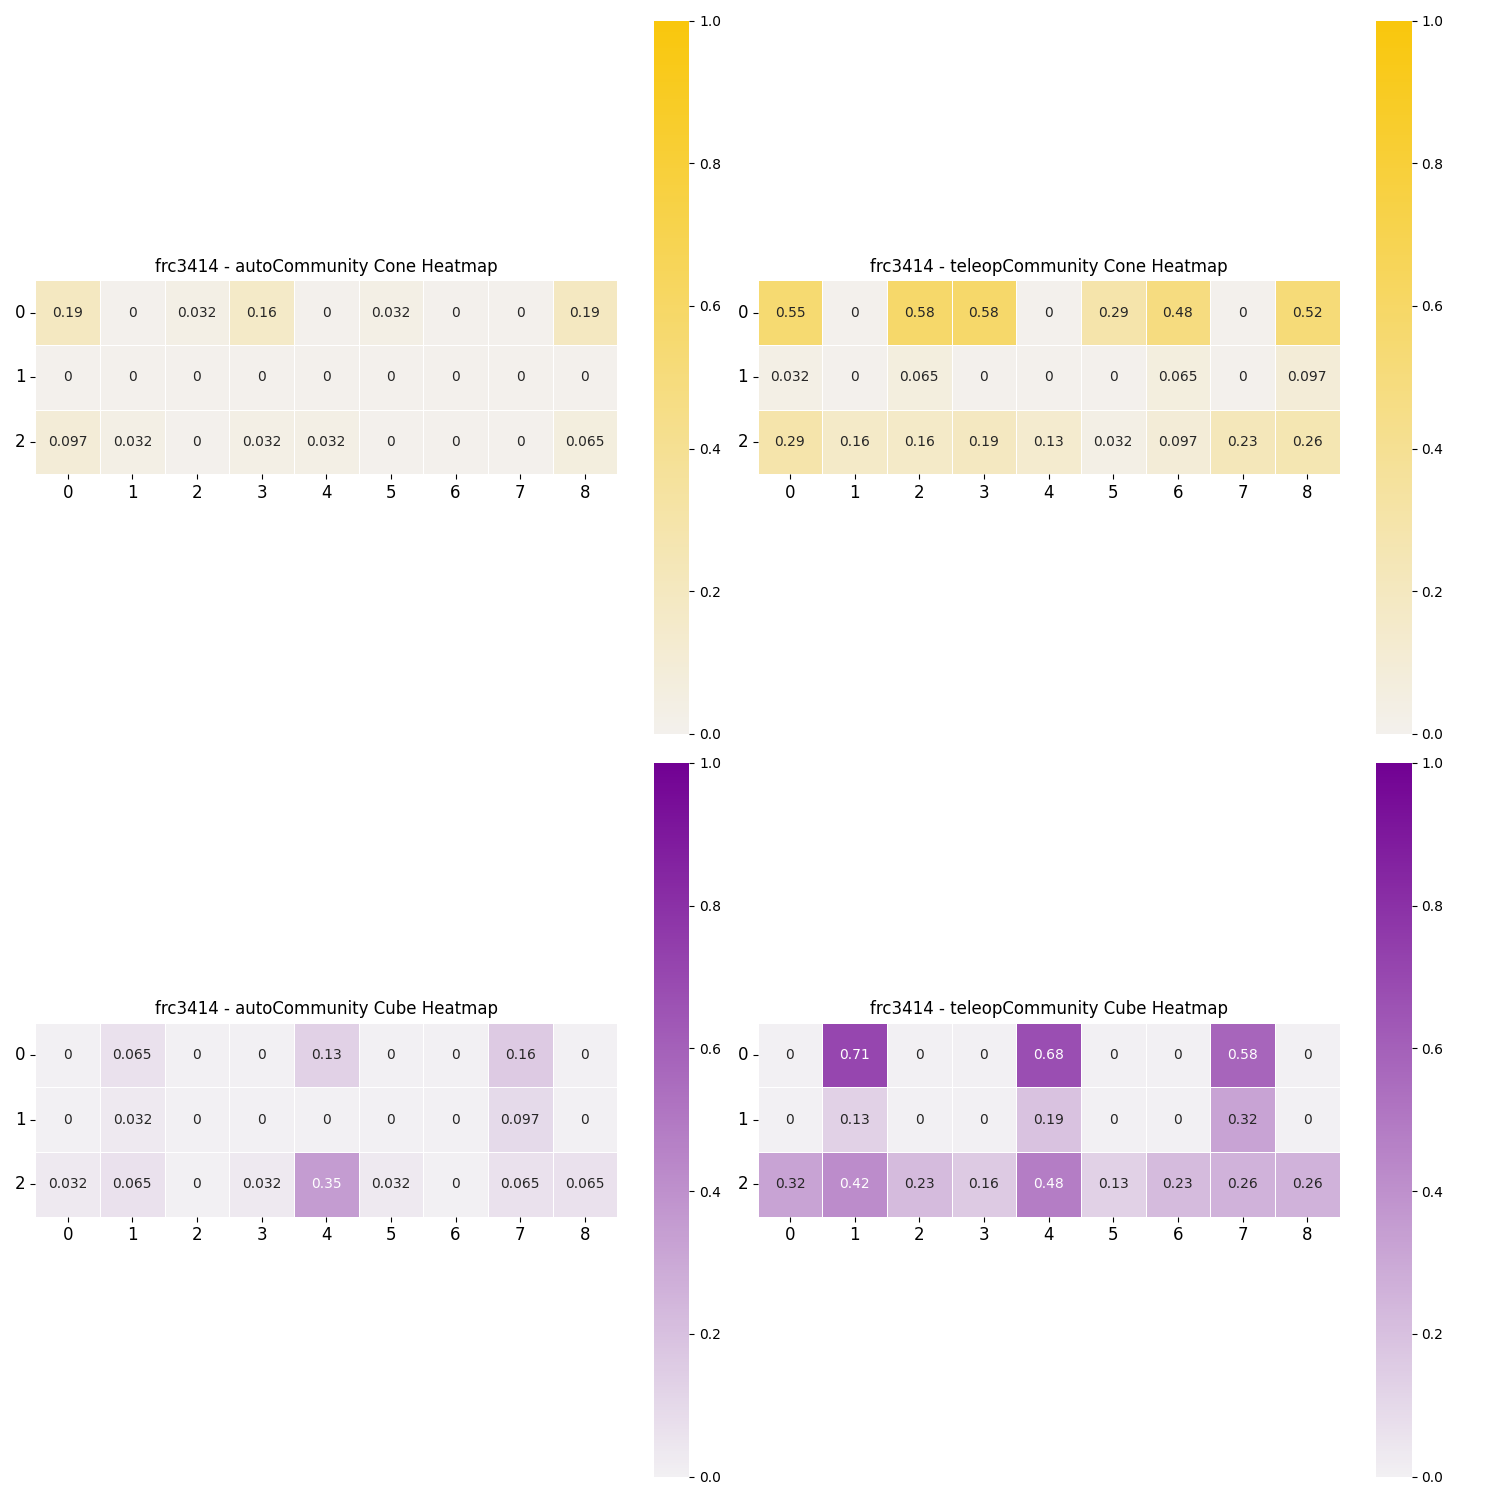 frc3414 - autoCommunity Cone Heatmap
0 0.19 0 0.032 0.16 0 0.032 0 0 0.19
1 0 0 0 0 0 0 0 0 0
2 0.097 0.032 0 0.032 0.032 0 0 0 0.065
0 1 2 3 4 5 6 7 8
1.0
0.8
0.6
0.4
0.2
0.0
frc3414 - teleopCommunity Cone Heatmap
0 0.55 0 0.58 0.58 0 0.29 0.48 0 0.52
1 0.032 0 0.065 0 0 0 0.065 0 0.097
2 0.29 0.16 0.16 0.19 0.13 0.032 0.097 0.23 0.26
0 1 2 3 4 5 6 7 8
1.0
0.8
0.6
0.4
0.2
0.0
frc3414 - autoCommunity Cube Heatmap
0 0 0.065 0 0 0.13 0 0 0.16 0
1 0 0.032 0 0 0 0 0 0.097 0
2 0.032 0.065 0 0.032 0.35 0.032 0 0.065 0.065
0 1 2 3 4 5 6 7 8
1.0
0.8
0.6
0.4
0.2
0.0
frc3414 - teleopCommunity Cube Heatmap
0 0 0.71 0 0 0.68 0 0 0.58 0
1 0 0.13 0 0 0.19 0 0 0.32 0
2 0.32 0.42 0.23 0.16 0.48 0.13 0.23 0.26 0.26
0 1 2 3 4 5 6 7 8
1.0
0.8
0.6
0.4
0.2
0.0